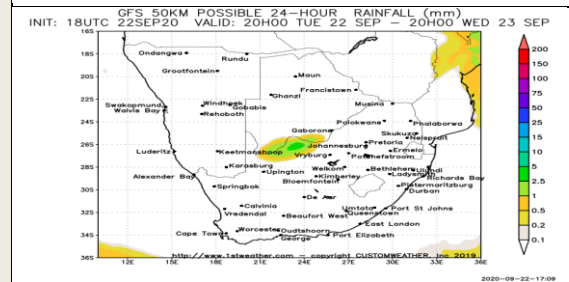 GFS 50KM POSSIBLE 24-HOUR RAINFALL (mm)
INIT: 18UTC 22SEP20 VALID: 20H00 TUE 22 SEP - 20H00 WED 23 SEP
16S
18S
20S
22S
24S
26S
28S
30S
32S
34S
36S
Ondangwa
Rundu
Grootfontein
Maun
Francistown
Ghanzi
Swakopmund
Windhoek
Gobabis
Musina
Walvis Bay
Rehoboth
Polokwane
Phalaborwa
Gaborone
Skukuza
Pretoria
Nelspruit
Johannesburg
Luderitz
Keetmanshoop
Vryburg
Potchefstroom
Ermelo
Karasburg
Upington
Welkom
Bethlehem
Ulundi
Alexander Bay
Kimberley
Ladysmith
Richards Bay
Bloemfontein
Springbok
Pietermaritzburg
Durban
De Aar
Calvinia
Umtata
Port St Johns
Vredendal
Beaufort West
Queenstown
East London
Cape Town
Worcester
Oudtshoorn
George
Port Elizabeth
http://www.1stweather.com - copyright CUSTOMWEATHER, Inc 2019
12E 15E 18E 21E 24E 27E 30E 33E 36E
200
150
100
75
50
25
15
10
5
2.5
1
0.5
0.2
0.1
2020-09-22-17:09